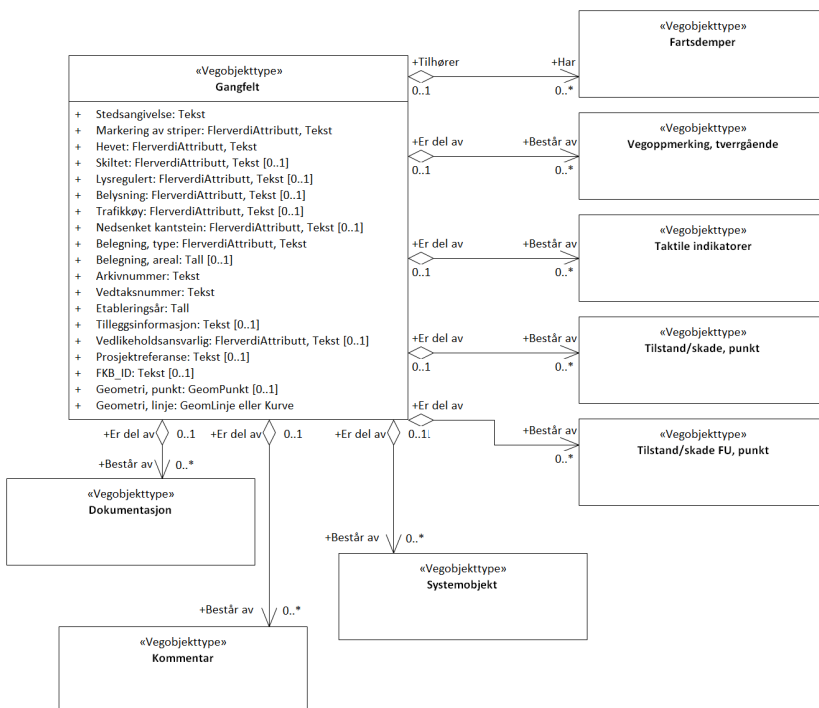 «Vegobjekttype»
Gangfelt
+ Stedsangivelse: Tekst
+ Markering av striper: FlerverdiAttributt, Tekst
+ Hevet: FlerverdiAttributt, Tekst
+ Skiltet: FlerverdiAttributt, Tekst [0..1]
+ Lysregulert: FlerverdiAttributt, Tekst [0..1]
+ Belysning: FlerverdiAttributt, Tekst [0..1]
+ Trafikkøy: FlerverdiAttributt, Tekst [0..1]
+ Nedsenket kantstein: FlerverdiAttributt, Tekst [0..1]
+ Belegning, type: FlerverdiAttributt, Tekst
+ Belegning, areal: Tall [0..1]
+ Arkivnummer: Tekst
+ Vedtaksnummer: Tekst
+ Etableringsår: Tall
+ Tilleggsinformasjon: Tekst [0..1]
+ Vedlikeholdsansvarlig: FlerverdiAttributt, Tekst [0..1]
+ Prosjektreferanse: Tekst [0..1]
+ FKB_ID: Tekst [0..1]
+ Geometri, punkt: GeomPunkt [0..1]
+ Geometri, linje: GeomLinje eller Kurve
+Tilhører +Har
0..1 0..*
«Vegobjekttype»
Fartsdemper
+Er del av +Består av
0..1 0..*
«Vegobjekttype»
Vegoppmerking, tverrgående
+Er del av +Består av
0..1 0..*
«Vegobjekttype»
Taktile indikatorer
+Er del av +Består av
0..1 0..*
«Vegobjekttype»
Tilstand/skade, punkt
+Er del av
0..1
+Består av
0..*
«Vegobjekttype»
Tilstand/skade FU, punkt
+Er del av 0..1 +Er del av 0..1 +Er del av
+Består av 0..*
«Vegobjekttype»
Dokumentasjon
+Består av 0..*
«Vegobjekttype»
Systemobjekt
+Består av 0..*
«Vegobjekttype»
Kommentar